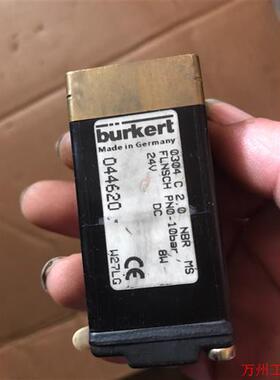 bürkert
Made in Germany
0304 C 2,0 NBR MS
FLNSCH PN0-10bar
24V DC 8W
044620
W27LG
CE
万州工